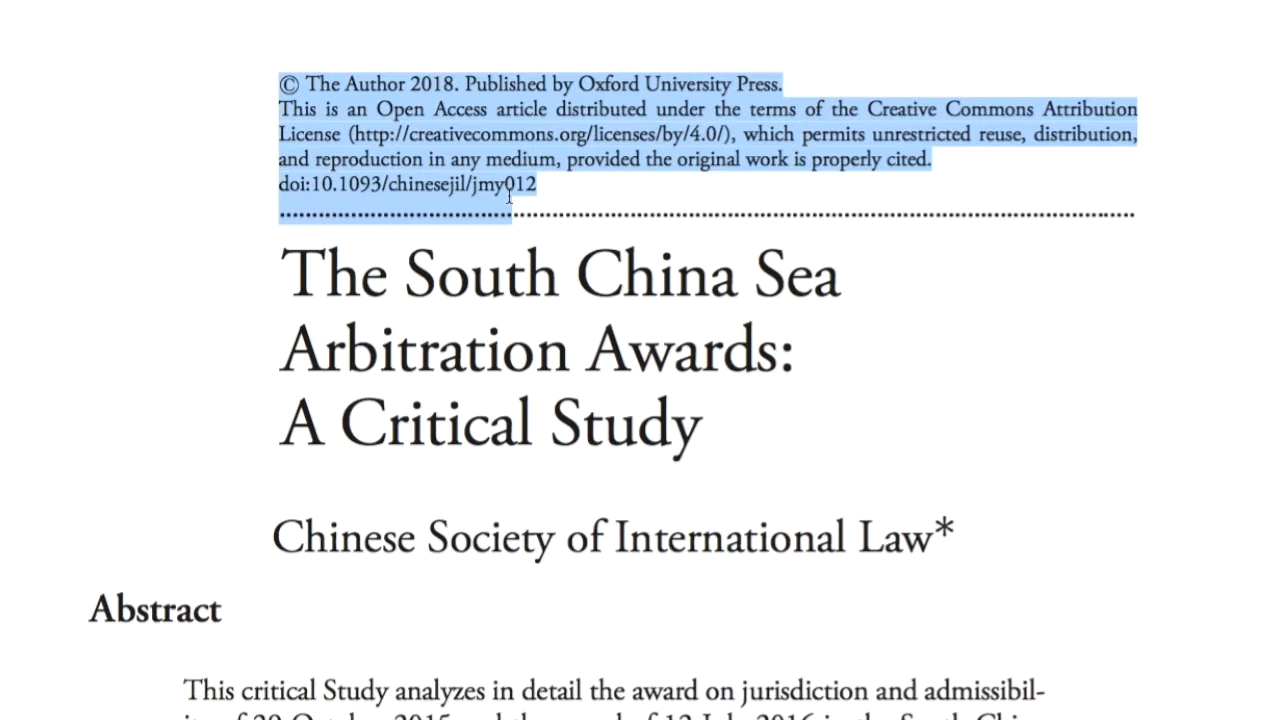 © The Author 2018. Published by Oxford University Press.
This is an Open Access article distributed under the terms of the Creative Commons Attribution
License (http://creativecommons.org/licenses/by/4.0/), which permits unrestricted reuse, distribution,
and reproduction in any medium, provided the original work is properly cited.
doi:10.1093/chinesejil/jmy012
The South China Sea
Arbitration Awards:
A Critical Study
Chinese Society of International Law*
Abstract
This critical Study analyzes in detail the award on jurisdiction and admissibil-